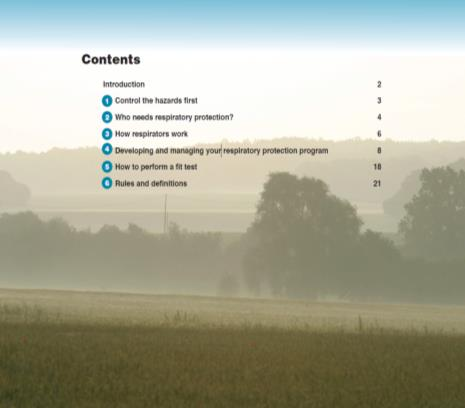 Contents
Introduction 2
1 Control the hazards first 3
2 Who needs respiratory protection? 4
3 How respirators work 6
4 Developing and managing your respiratory protection program 8
5 How to perform a fit test 18
6 Rules and definitions 21